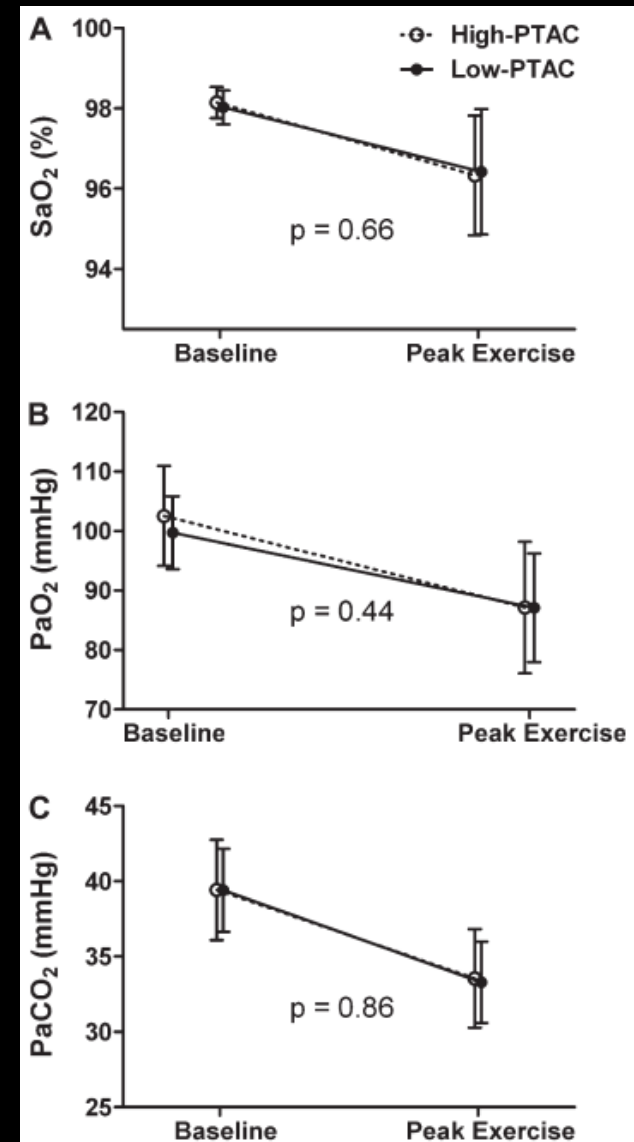 A
100
High-PTAC
Low-PTAC
98
96
94
SaO₂ (%)
p = 0.66
Baseline Peak Exercise
B
120
110
100
90
80
70
PaO₂ (mmHg)
p = 0.44
Baseline Peak Exercise
C
45
40
35
30
25
PaCO₂ (mmHg)
p = 0.86
Baseline Peak Exercise